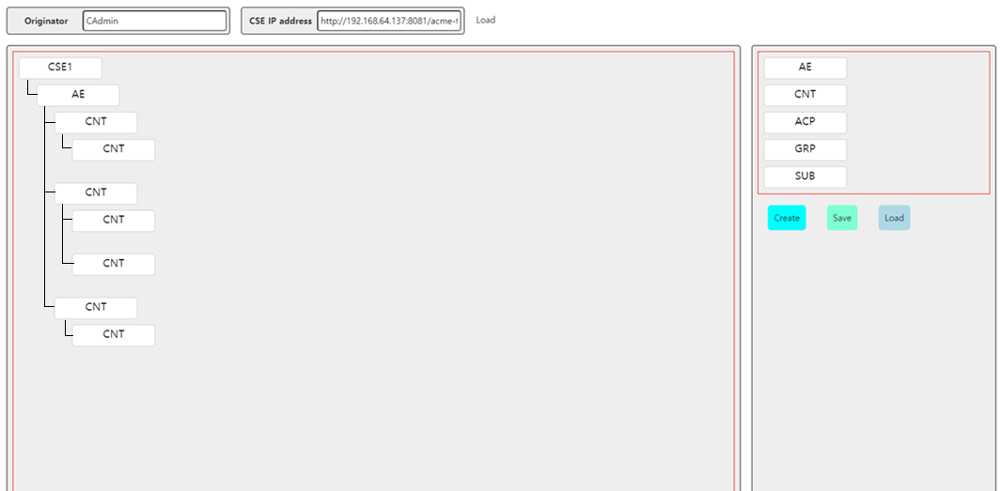 Originator CAdmin CSE IP address http://192.168.64.137:8081/acme- Load
CSE1
AE
CNT
CNT
CNT
CNT
CNT
CNT
CNT
AE
CNT
ACP
GRP
SUB
Create Save Load